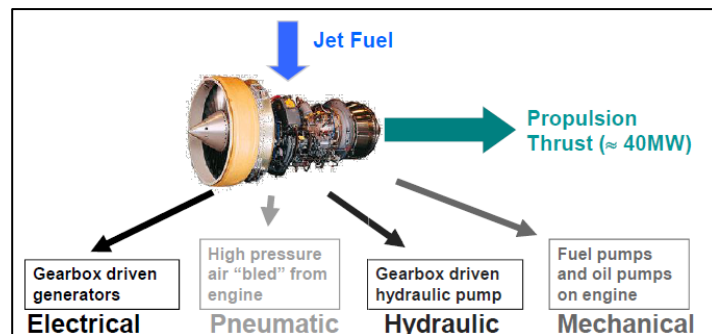 Jet Fuel
Propulsion
Thrust (≈ 40MW)
Gearbox driven
generators
Electrical
High pressure
air “bled” from
engine
Pneumatic
Gearbox driven
hydraulic pump
Hydraulic
Fuel pumps
and oil pumps
on engine
Mechanical